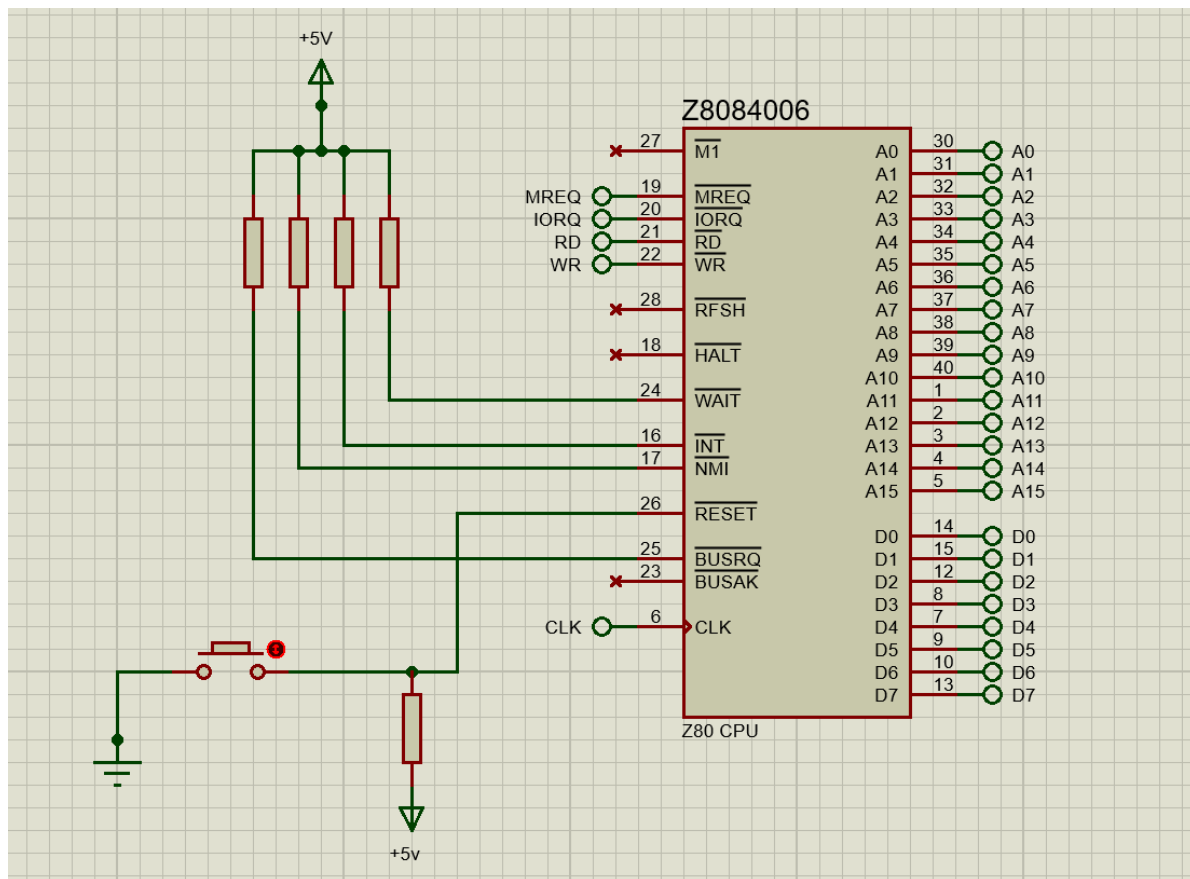 +5V
Z8084006
27 M1
MREQ 19 MREQ
IORQ 20 IORQ
RD 21 RD
WR 22 WR
28 RFSH
18 HALT
24 WAIT
16 INT
17 NMI
26 RESET
25 BUSRQ
23 BUSAK
CLK 6 CLK
A0 30 A0
A1 31 A1
A2 32 A2
A3 33 A3
A4 34 A4
A5 35 A5
A6 36 A6
A7 37 A7
A8 38 A8
A9 39 A9
A10 40 A10
A11 1 A11
A12 2 A12
A13 3 A13
A14 4 A14
A15 5 A15
D0 14 D0
D1 15 D1
D2 12 D2
D3 8 D3
D4 7 D4
D5 9 D5
D6 10 D6
D7 13 D7
Z80 CPU
+5v